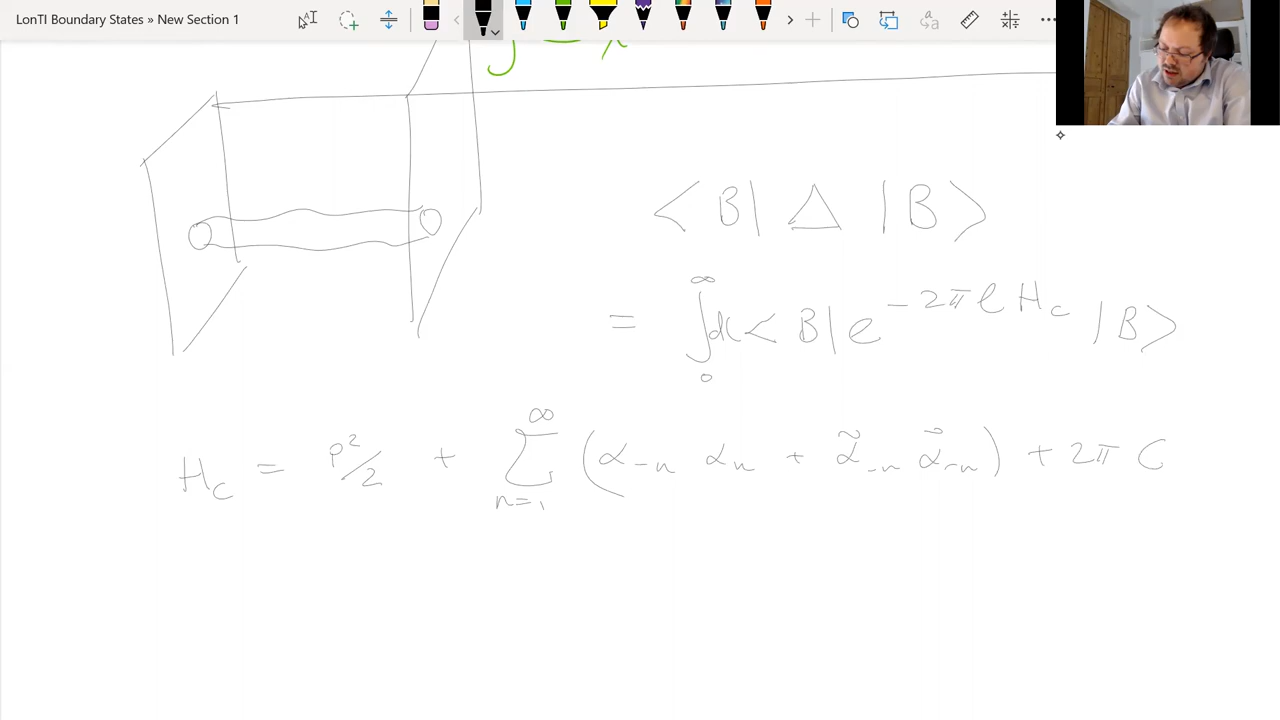 LonTI Boundary States » New Section 1
< B| Δ |B >
= ∫₀^∞ dl < B| e^{-2πℓ H_c} |B >
H_c = P²/2 + Σ_{n=1}^∞ (α_{-n} α_n + α̃_{-n} α̃_{n}) + 2π C